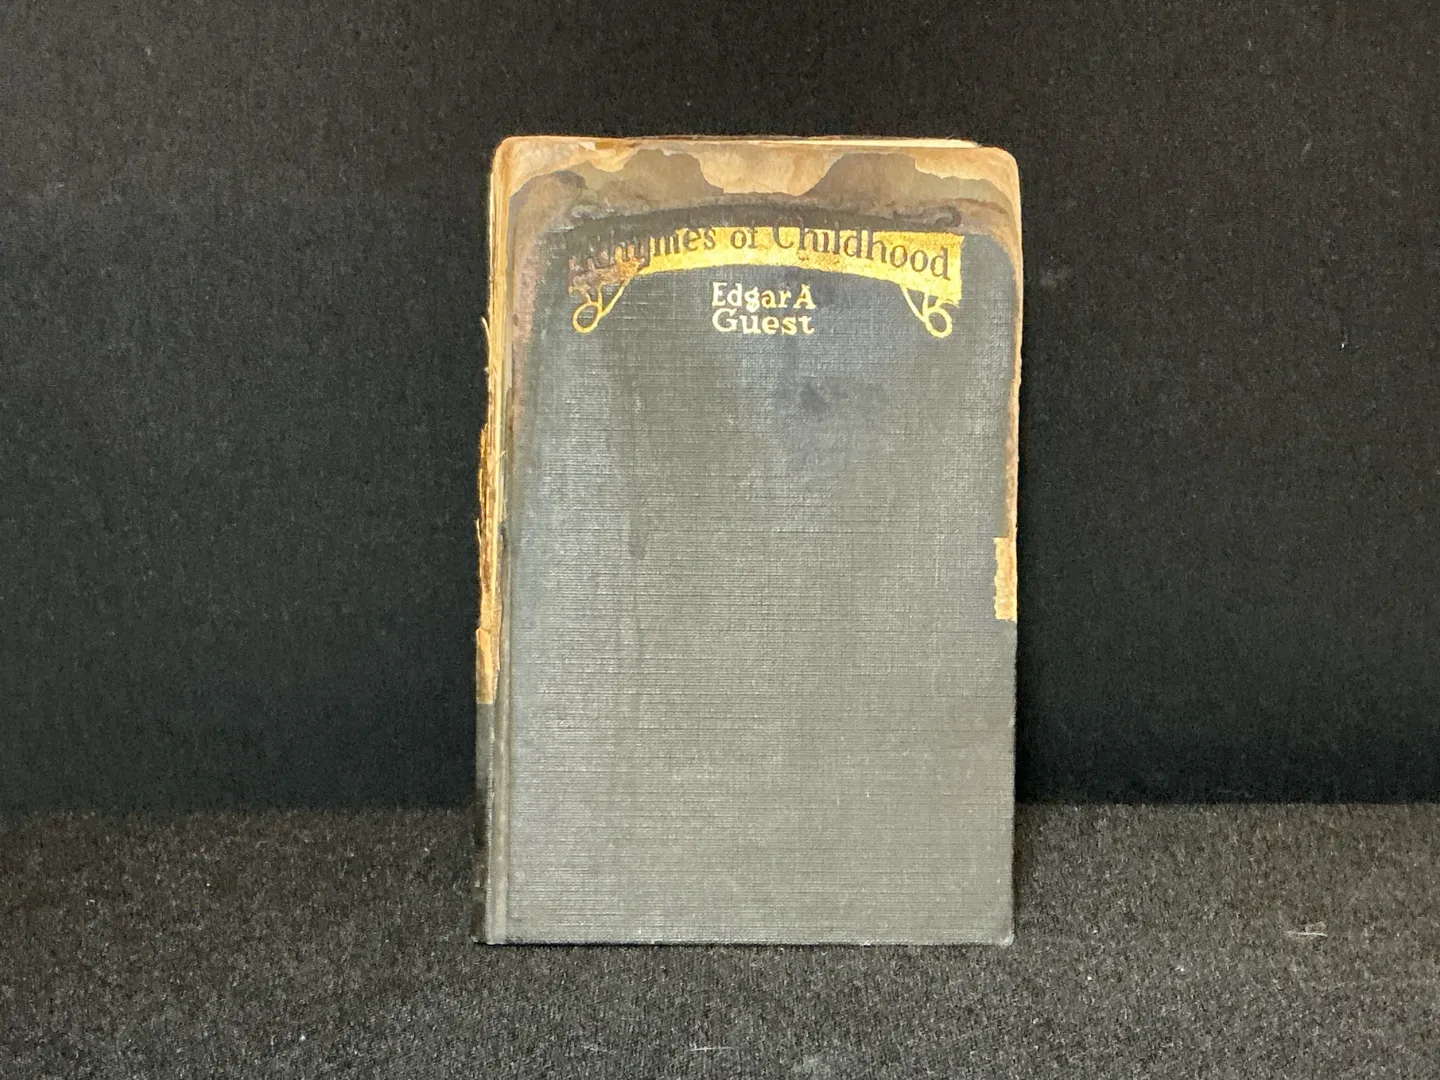 Rhymes of Childhood
Edgar A
Guest